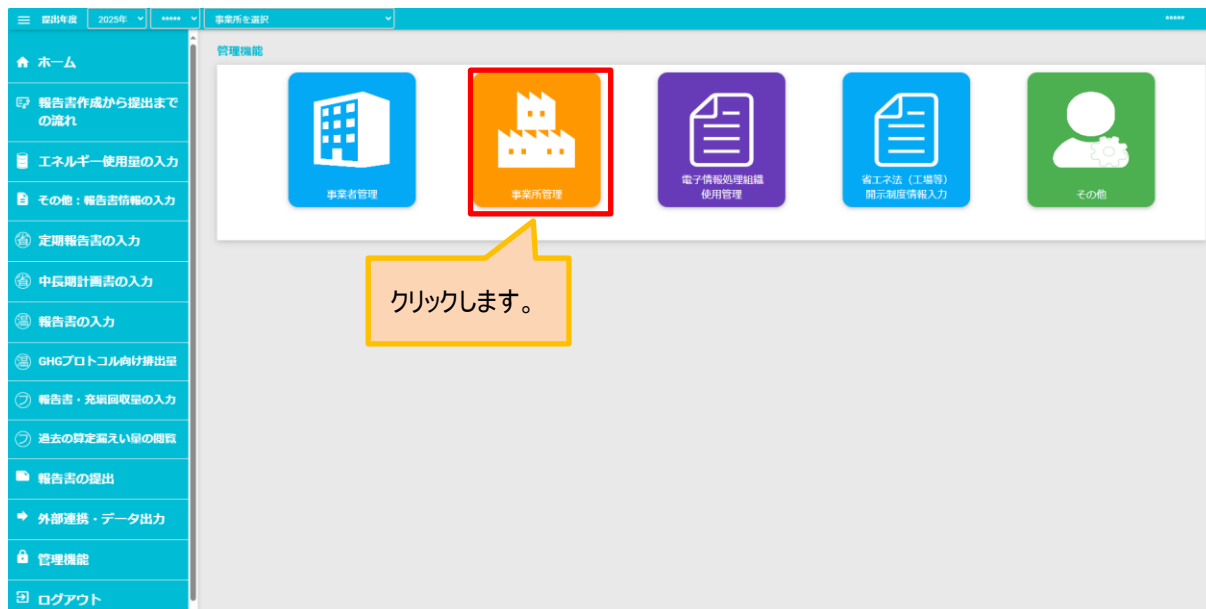 提出年度 2025年 ***** 事業所を選択 *****
ホーム
報告書作成から提出まで
の流れ
エネルギー使用量の入力
その他：報告書情報の入力
定期報告書の入力
中長期計画書の入力
報告書の入力
GHGプロトコル向け排出量
報告書・充填回収量の入力
過去の算定漏えい量の閲覧
報告書の提出
外部連携・データ出力
管理機能
ログアウト
管理機能
事業者管理
事業所管理
電子情報処理組織
使用管理
省エネ法（工場等）
開示制度情報入力
その他
クリックします。
省
省
温
温
フ
フ